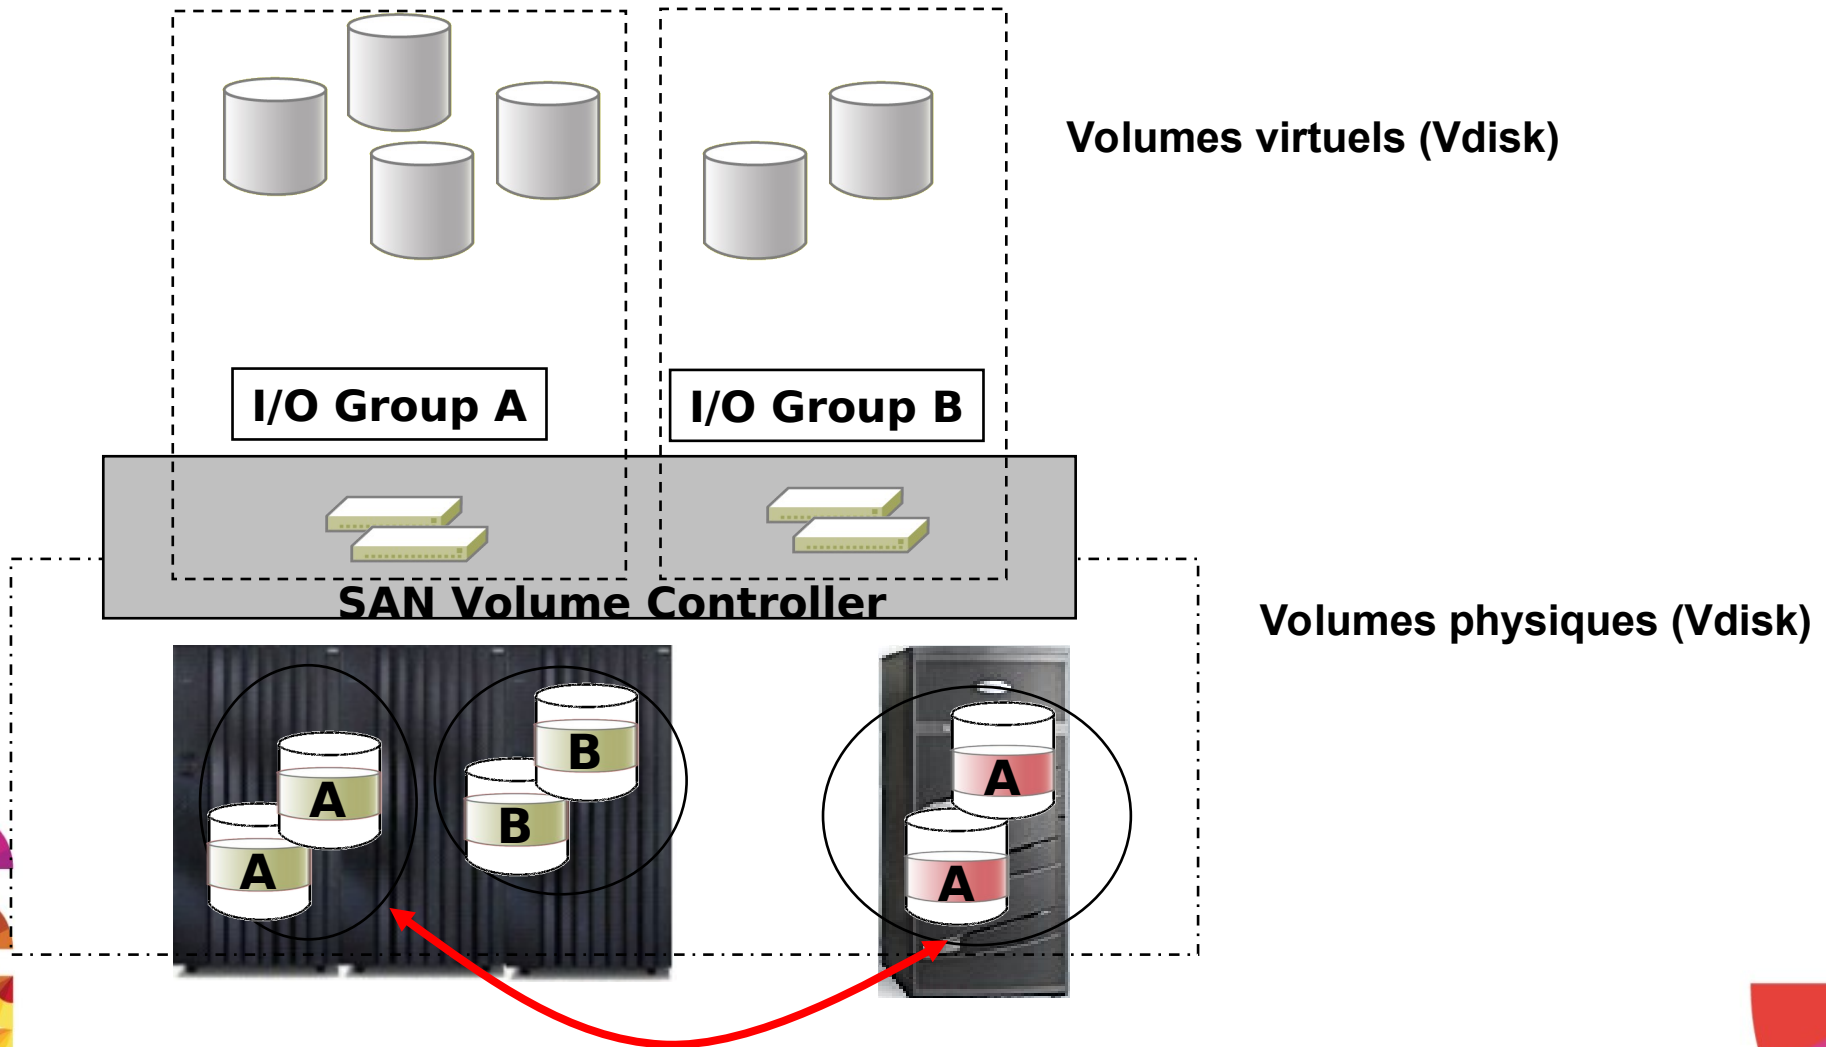 Volumes virtuels (Vdisk)
I/O Group A
I/O Group B
SAN Volume Controller
Volumes physiques (Vdisk)
B
A
A
B
A
A